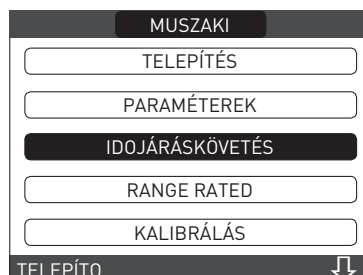 MUSZAKI
TELEPÍTÉS
PARAMÉTEREK
IDOJÁRÁSKÖVETÉS
RANGE RATED
KALIBRÁLÁS
TELEPÍTO